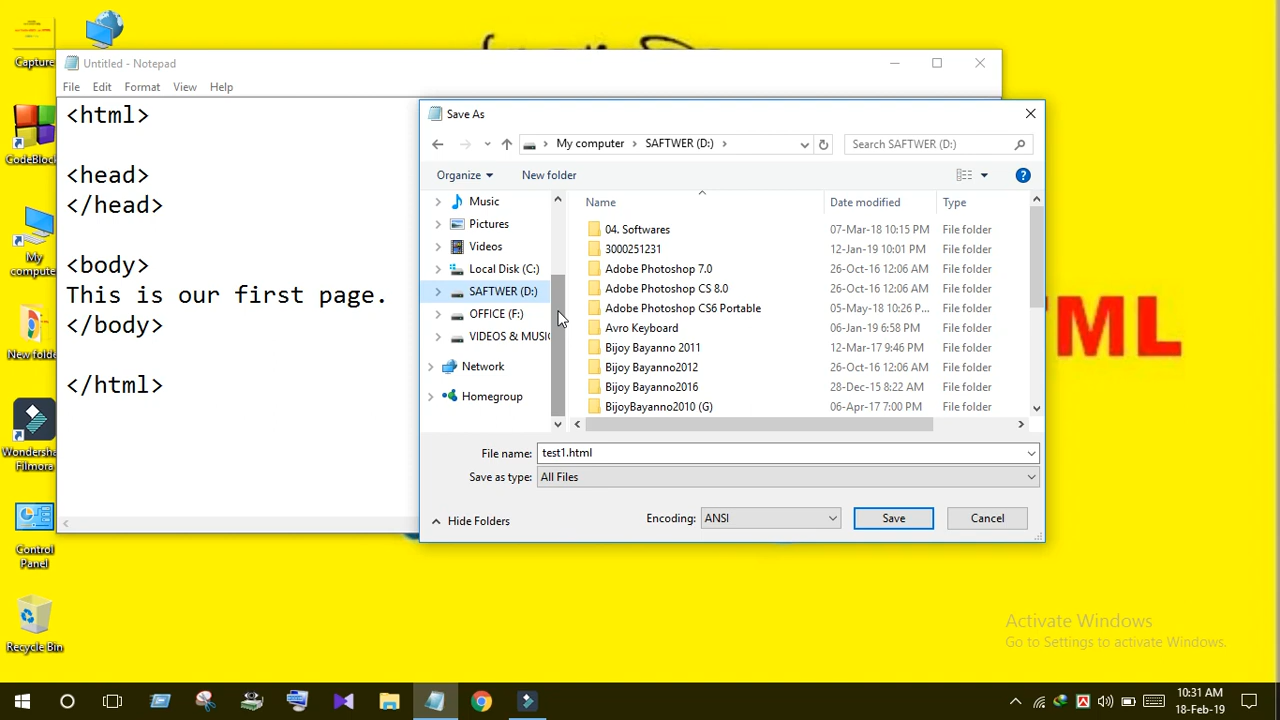 Capture
Untitled - Notepad
File Edit Format View Help
<html>
<head>
</head>
<body>
This is our first page.
</body>
</html>
Save As
My computer SAFTWER (D:)
Search SAFTWER (D:)
Organize New folder
Music
Pictures
Videos
Local Disk (C:)
SAFTWER (D:)
OFFICE (F:)
VIDEOS & MUSIC
Network
Homegroup
Name Date modified Type
04. Softwares 07-Mar-18 10:15 PM File folder
3000251231 12-Jan-19 10:01 PM File folder
Adobe Photoshop 7.0 26-Oct-16 12:06 AM File folder
Adobe Photoshop CS 8.0 26-Oct-16 12:06 AM File folder
Adobe Photoshop CS6 Portable 05-May-18 10:26 P... File folder
Avro Keyboard 06-Jan-19 6:58 PM File folder
Bijoy Bayanno 2011 12-Mar-17 9:46 PM File folder
Bijoy Bayanno2012 26-Oct-16 12:06 AM File folder
Bijoy Bayanno2016 28-Dec-15 8:22 AM File folder
BijoyBayanno2010 (G) 06-Apr-17 7:00 PM File folder
File name: test1.html
Save as type: All Files
Hide Folders
Encoding: ANSI
Save
Cancel
CodeBlock
My
compute
New folde
Wondersha
Filmora
Control
Panel
Recycle Bin
TML
Activate Windows
Go to Settings to activate Windows.
10:31 AM
18-Feb-19